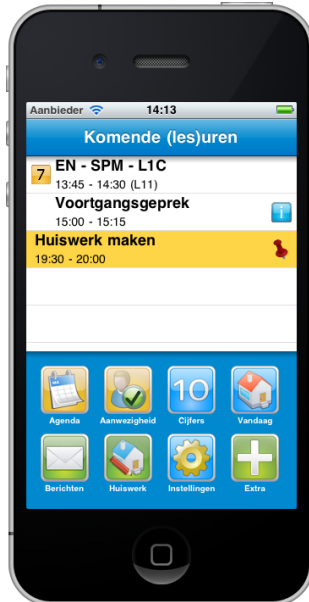 Aanbieder 14:13
Komende (les)uren
7 EN - SPM - L1C
13:45 - 14:30 (L11)
Voortgangsgeprek
15:00 - 15:15
i
Huiswerk maken
19:30 - 20:00
10
Agenda Aanwezigheid Cijfers Vandaag
Berichten Huiswerk Instellingen Extra